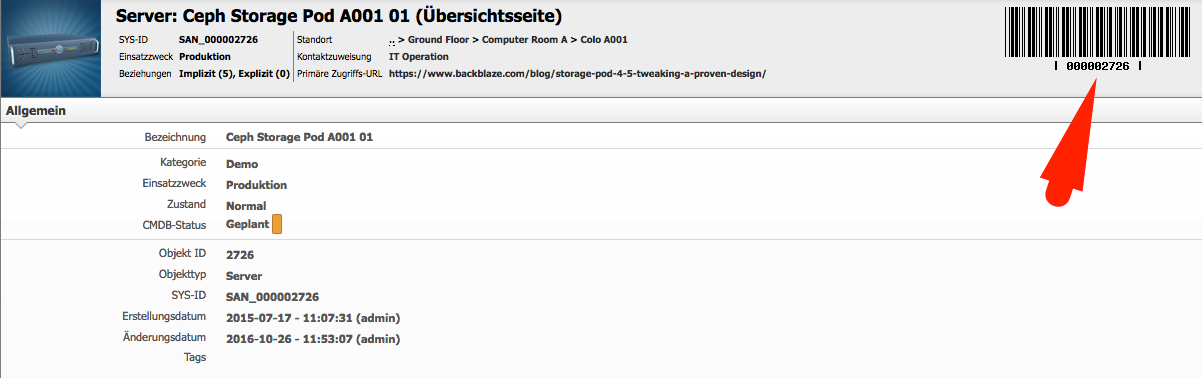 Server: Ceph Storage Pod A001 01 (Übersichtsseite)
SYS-ID SAN_000002726 Standort .. > Ground Floor > Computer Room A > Colo A001
Einsatzzweck Produktion Kontaktzuweisung IT Operation
Beziehungen Implizit (5), Explizit (0) Primäre Zugriffs-URL https://www.backblaze.com/blog/storage-pod-4-5-tweaking-a-proven-design/
| 000002726 |
Allgemein
Bezeichnung Ceph Storage Pod A001 01
Kategorie Demo
Einsatzzweck Produktion
Zustand Normal
CMDB-Status Geplant
Objekt ID 2726
Objekttyp Server
SYS-ID SAN_000002726
Erstellungsdatum 2015-07-17 - 11:07:31 (admin)
Änderungsdatum 2016-10-26 - 11:53:07 (admin)
Tags